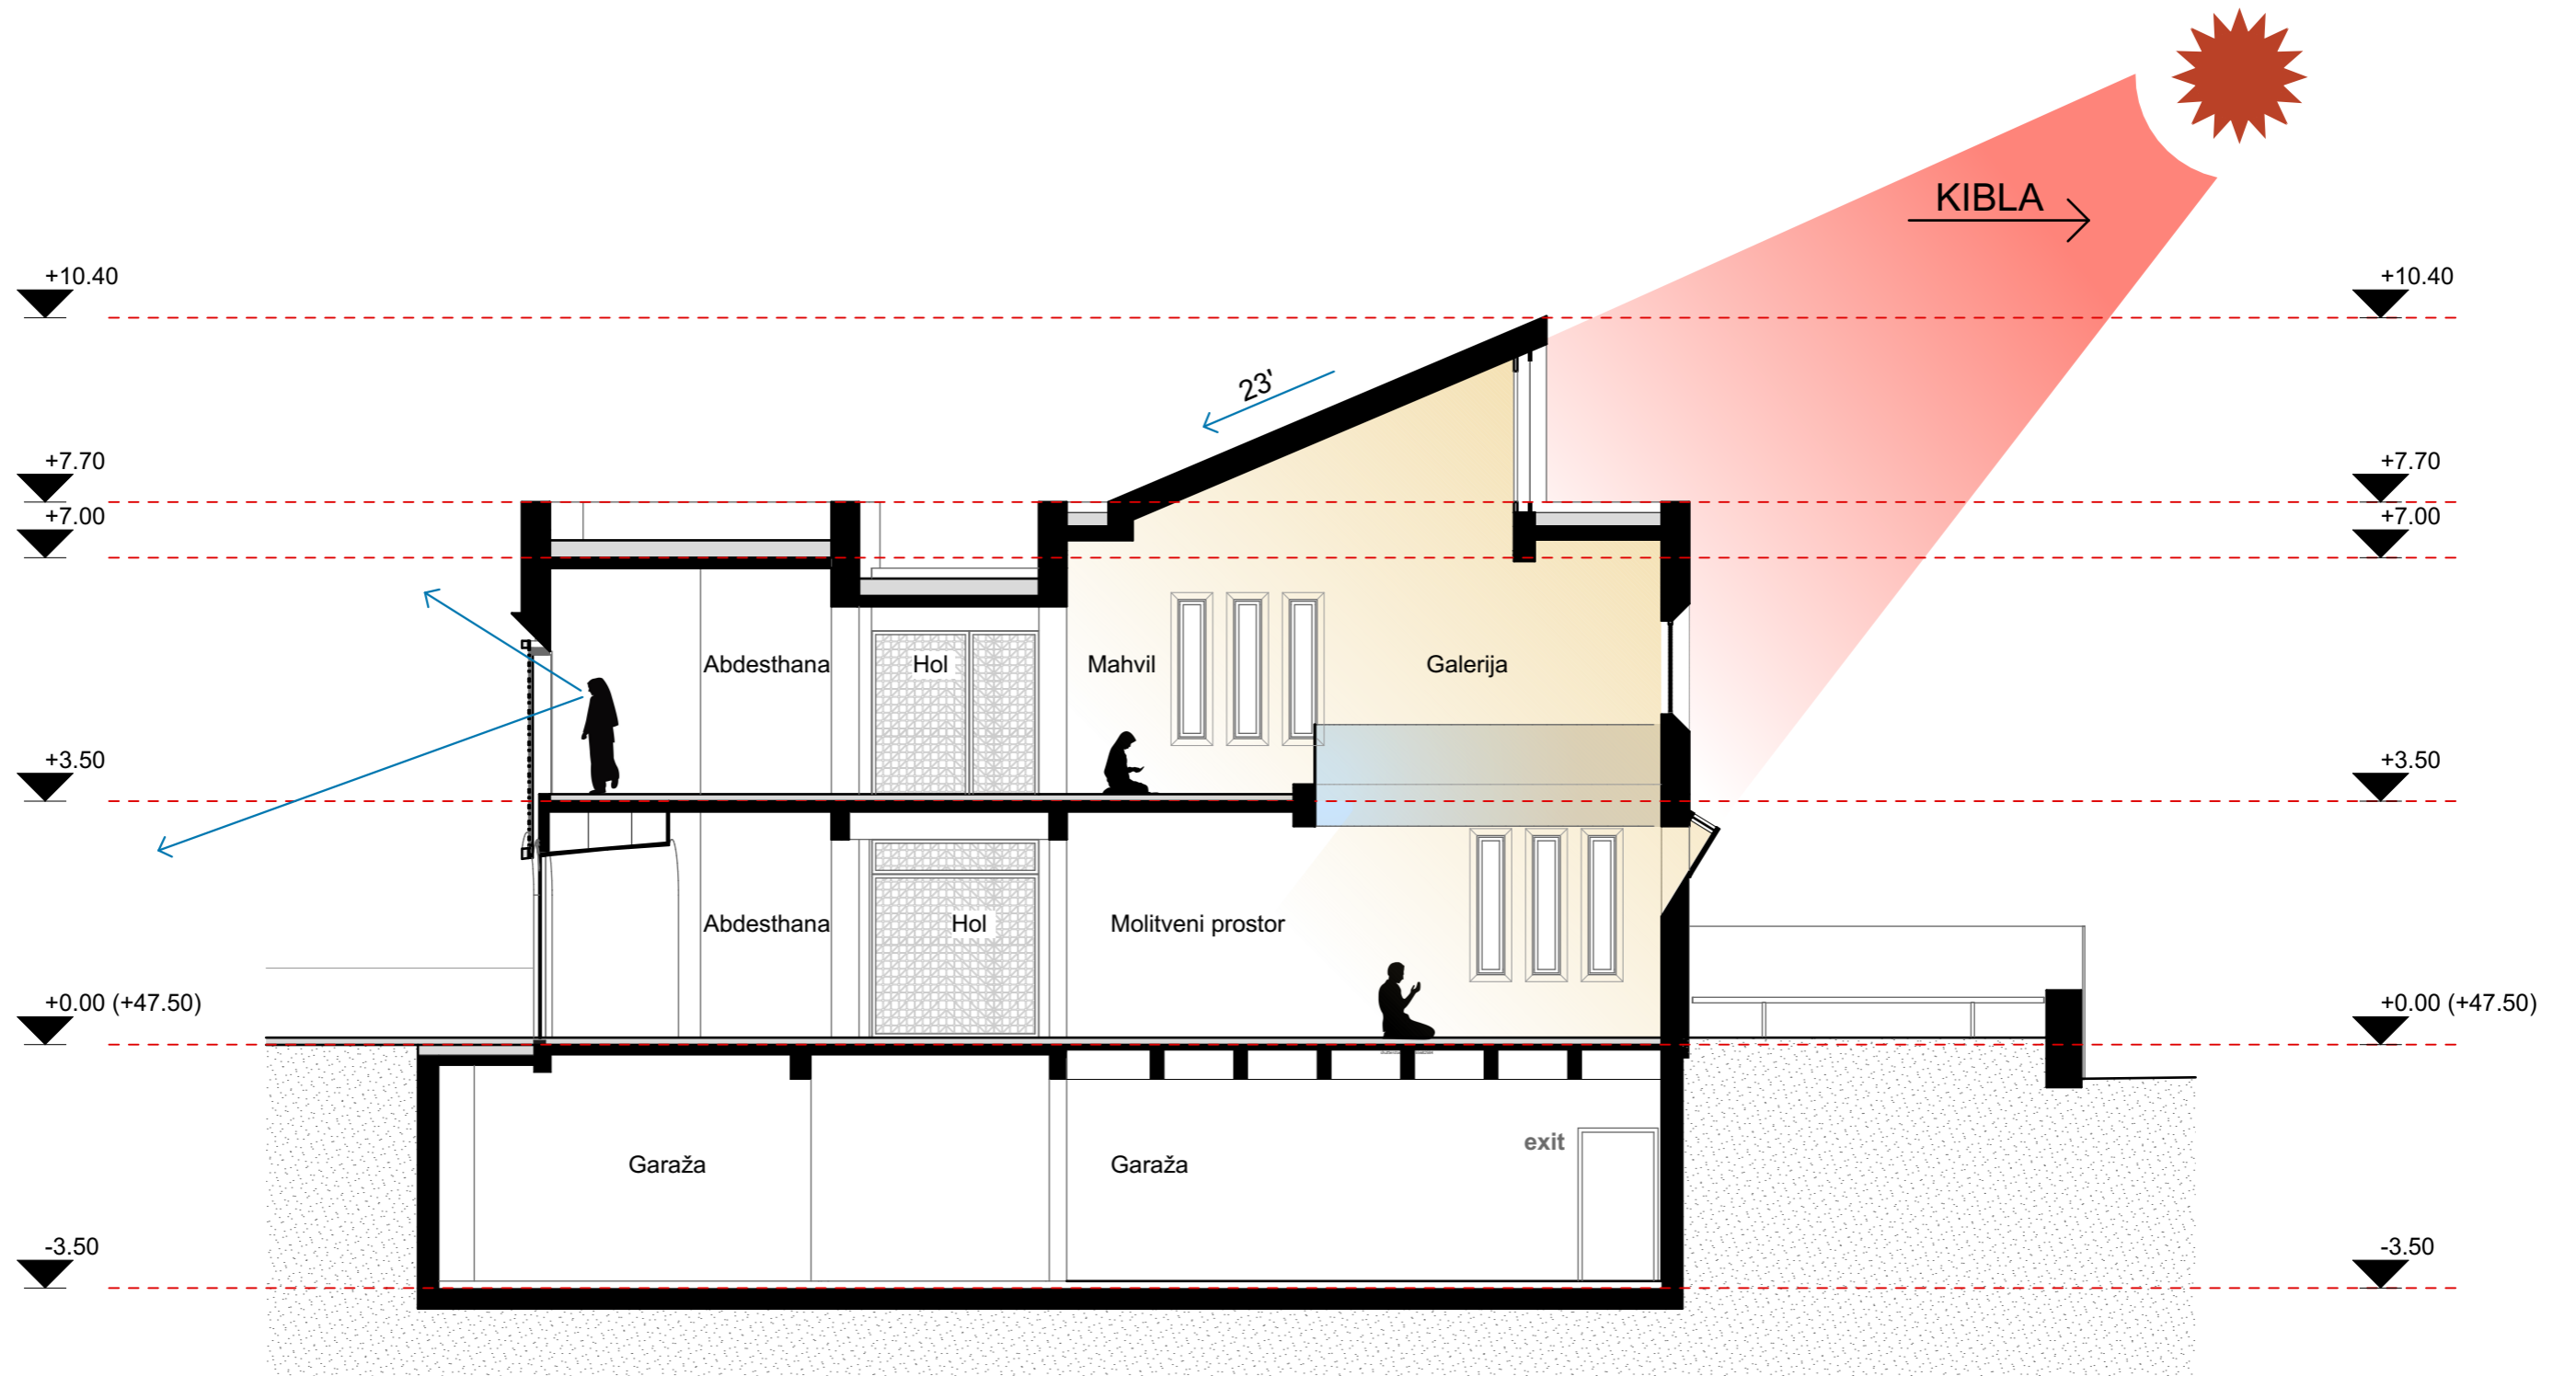 KIBLA
+10.40
+10.40
23'
+7.70
+7.70
+7.00
+7.00
Abdesthana
Hol
Mahvil
Galerija
+3.50
+3.50
Abdesthana
Hol
Molitveni prostor
+0.00 (+47.50)
+0.00 (+47.50)
exit
Garaža
Garaža
-3.50
-3.50